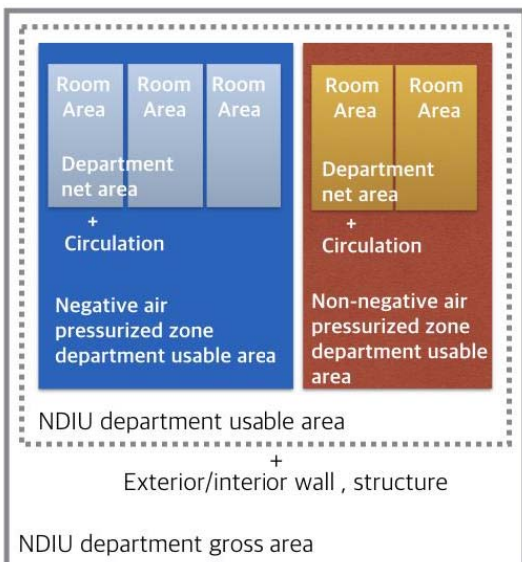 Room
Area
Room
Area
Room
Area
Department
net area
+
Circulation
Negative air
pressurized zone
department usable area
Room
Area
Room
Area
Department
net area
+
Circulation
Non-negative air
pressurized zone
department usable
area
NDIU department usable area
+
Exterior/interior wall , structure
NDIU department gross area